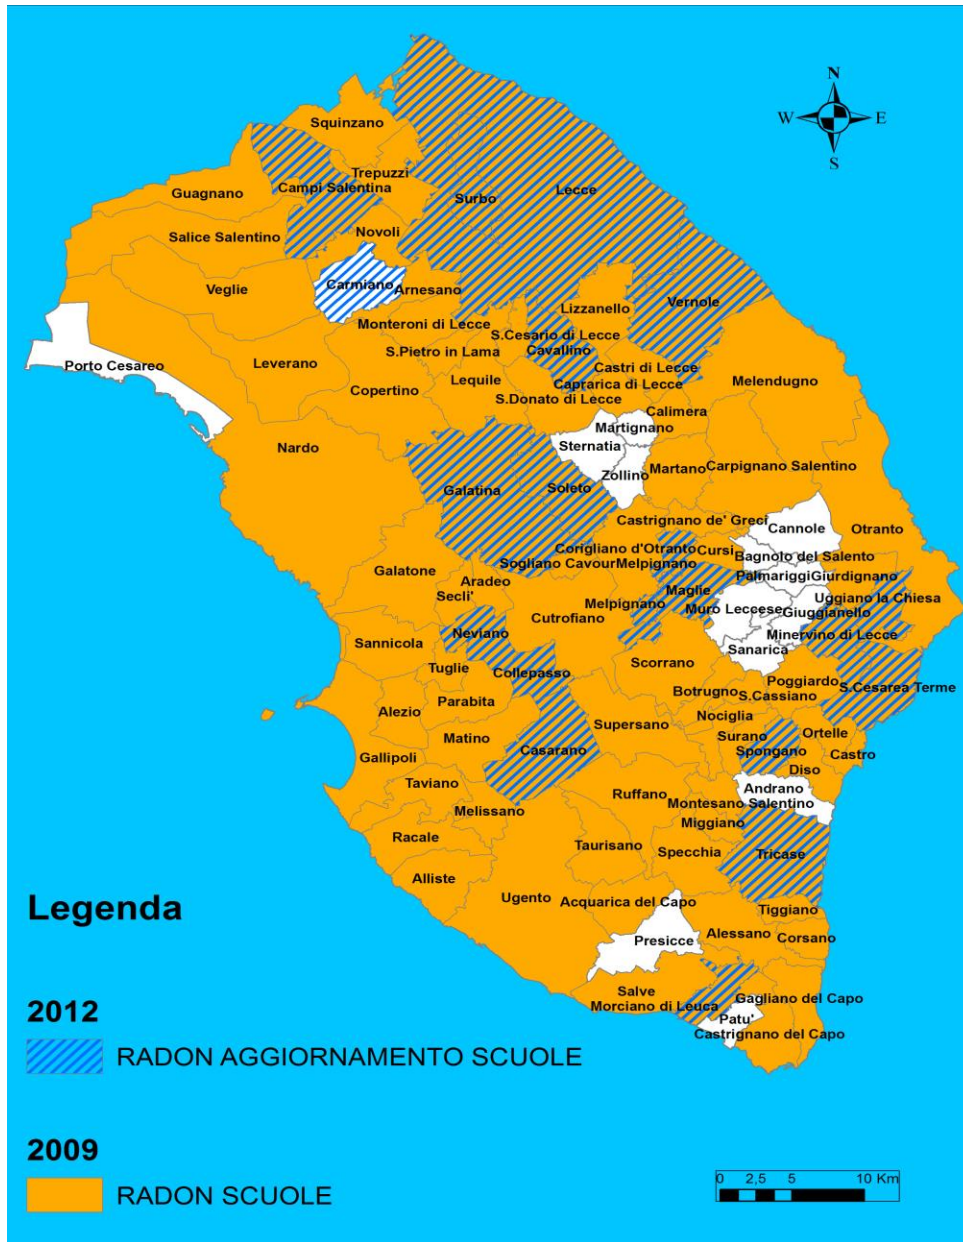 N
W
E
S
Squinzano
Trepuzzi
Guagnano
Campi Salentina
Surbo
Lecce
Salice Salentino
Novoli
Veglie
Carmiano
Arnesano
Lizzanello
Vernole
Monteroni di Lecce
S.Cesario di Lecce
Cavallino
Porto Cesareo
Leverano
S.Pietro in Lama
Castri di Lecce
Copertino
Lequile
Caprarica di Lecce
Melendugno
S.Donato di Lecce
Calimera
Martignano
Nardo
Sternatia
Zollino
Martano
Carpignano Salentino
Galatina
Soleto
Castrignano de' Greci
Cannole
Otranto
Corigliano d'Otranto
Cursi
Bagnolo del Salento
Sogliano Cavour
Melpignano
Galatone
Aradeo
Palmariggi
Giurdignano
Secli'
Maglie
Uggiano la Chiesa
Melpignano
Muro Leccese
Giuggianello
Cutrofiano
Neviano
Minervino di Lecce
Sannicola
Sanarica
Tuglie
Collepasso
Scorrano
Poggiardo
S.Cesarea Terme
Botrugno
S.Cassiano
Parabita
Alezio
Nociglia
Supersano
Matino
Surano
Ortelle
Gallipoli
Casarano
Spongano
Castro
Diso
Taviano
Ruffano
Andrano
Montesano Salentino
Melissano
Miggiano
Racale
Taurisano
Specchia
Tricase
Alliste
Ugento
Acquarica del Capo
Tiggiano
Alessano
Corsano
Presicce
Salve
Gagliano del Capo
Morciano di Leuca
Patu'
Castrignano del Capo
Legenda
2012
RADON AGGIORNAMENTO SCUOLE
2009
RADON SCUOLE
0 2,5 5 10 Km